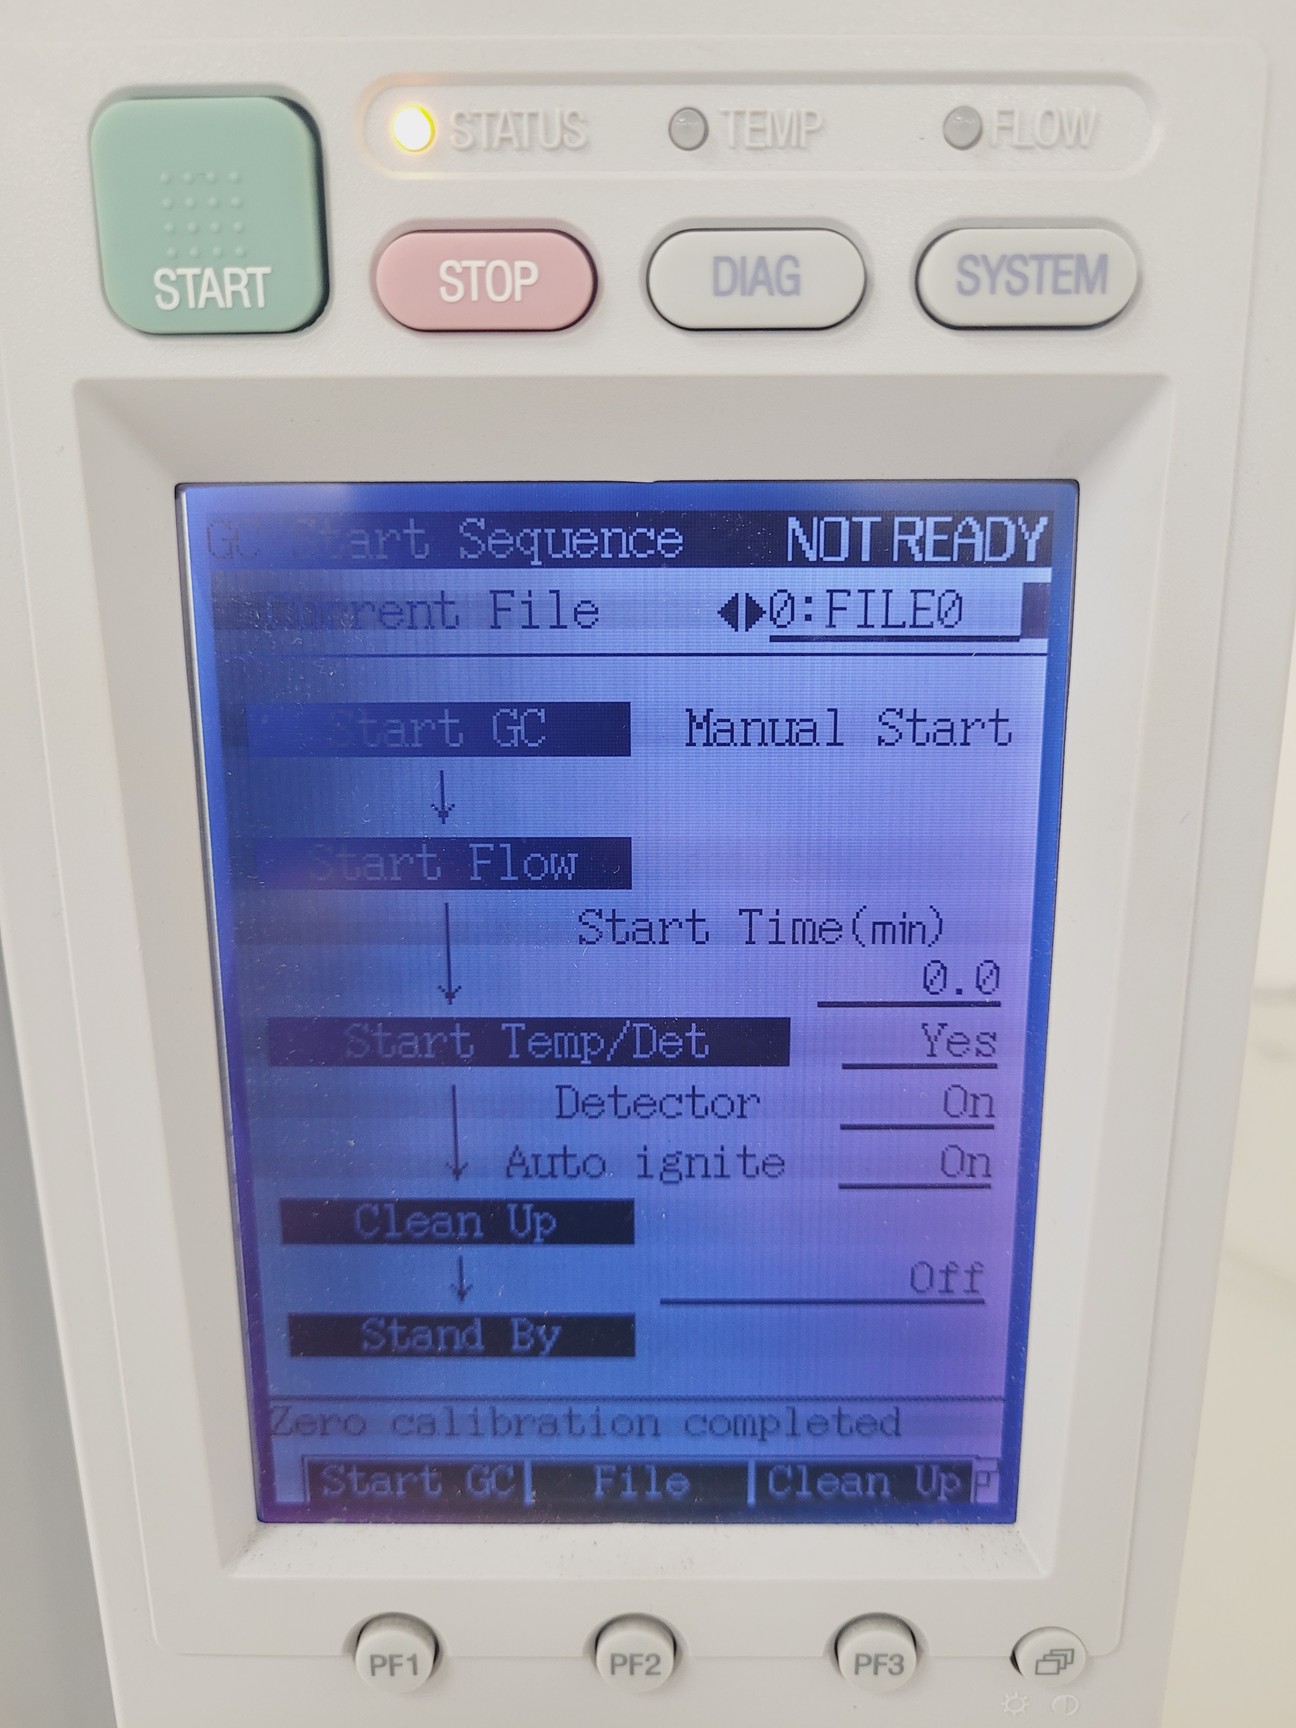 STATUS TEMP FLOW
START STOP DIAG SYSTEM
GC Start Sequence NOT READY
Current File 0:FILE0
Start GC Manual Start
Start Flow
Start Time(min)
0.0
Start Temp/Det Yes
Detector On
Auto ignite On
Clean Up
Off
Stand By
Zero calibration completed
Start GC File Clean Up
PF1 PF2 PF3